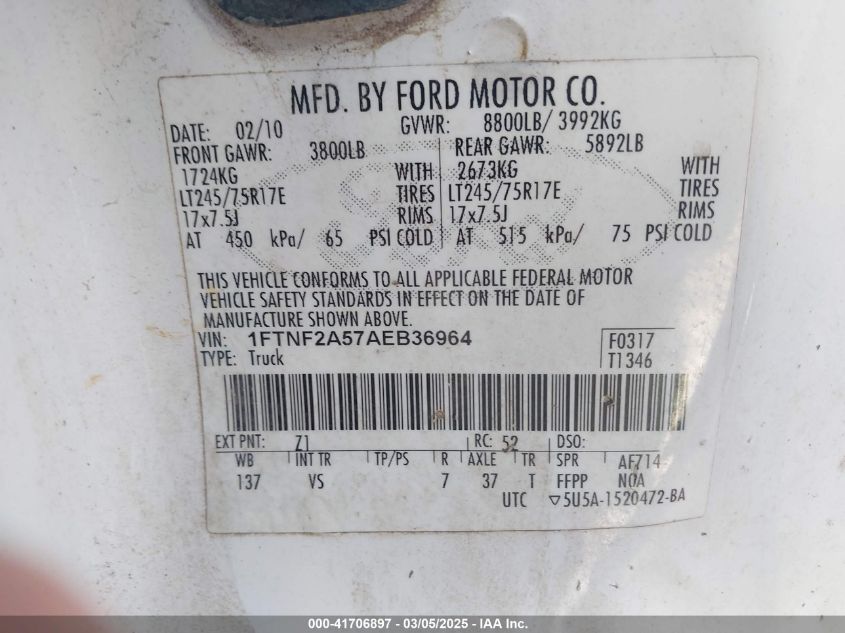 MFD. BY FORD MOTOR CO.
DATE: 02/10 GVWR: 8800LB/ 3992KG
FRONT GAWR: 3800LB REAR GAWR: 5892LB
1724KG WITH 2673KG WITH
LT245/75R17E TIRES LT245/75R17E TIRES
17x7.5J RIMS 17x7.5J RIMS
AT 450 kPa/ 65 PSI COLD AT 515 kPa/ 75 PSI COLD
THIS VEHICLE CONFORMS TO ALL APPLICABLE FEDERAL MOTOR
VEHICLE SAFETY STANDARDS IN EFFECT ON THE DATE OF
MANUFACTURE SHOWN ABOVE.
VIN: 1FTNF2A57AEB36964 F0317
TYPE: Truck T1346
EXT PNT: Z1 RC: 52 DSO:
WB INT TR TP/PS R AXLE TR SPR AF714
137 VS 7 37 T FFPP NOA
UTC ▽5U5A-1520472-BA
000-41706897 - 03/05/2025 - IAA Inc.